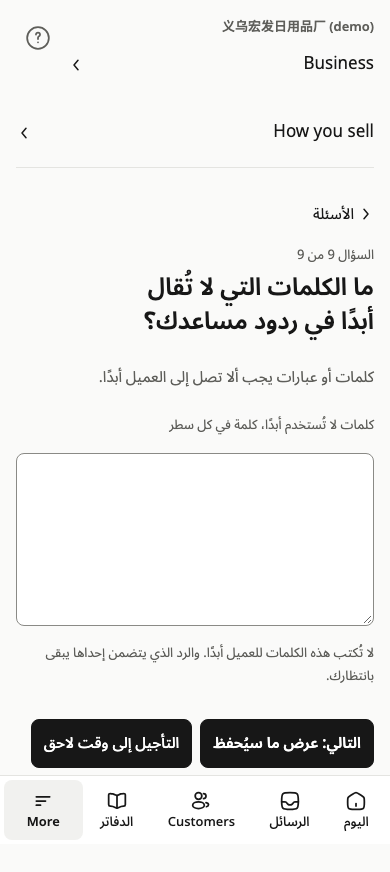 义乌宏发日用品厂 (demo)
Business
How you sell
الأسئلة
السؤال 9 من 9
ما الكلمات التي لا تُقال
أبدًا في ردود مساعدك؟
كلمات أو عبارات يجب ألا تصل إلى العميل أبدًا.
كلمات لا تُستخدم أبدًا، كلمة في كل سطر
لا تُكتب هذه الكلمات للعميل أبدًا. والرد الذي يتضمن إحداها يبقى
بانتظارك.
التالي: عرض ما سيُحفظ
التأجيل إلى وقت لاحق
اليوم
الرسائل
Customers
الدفاتر
More